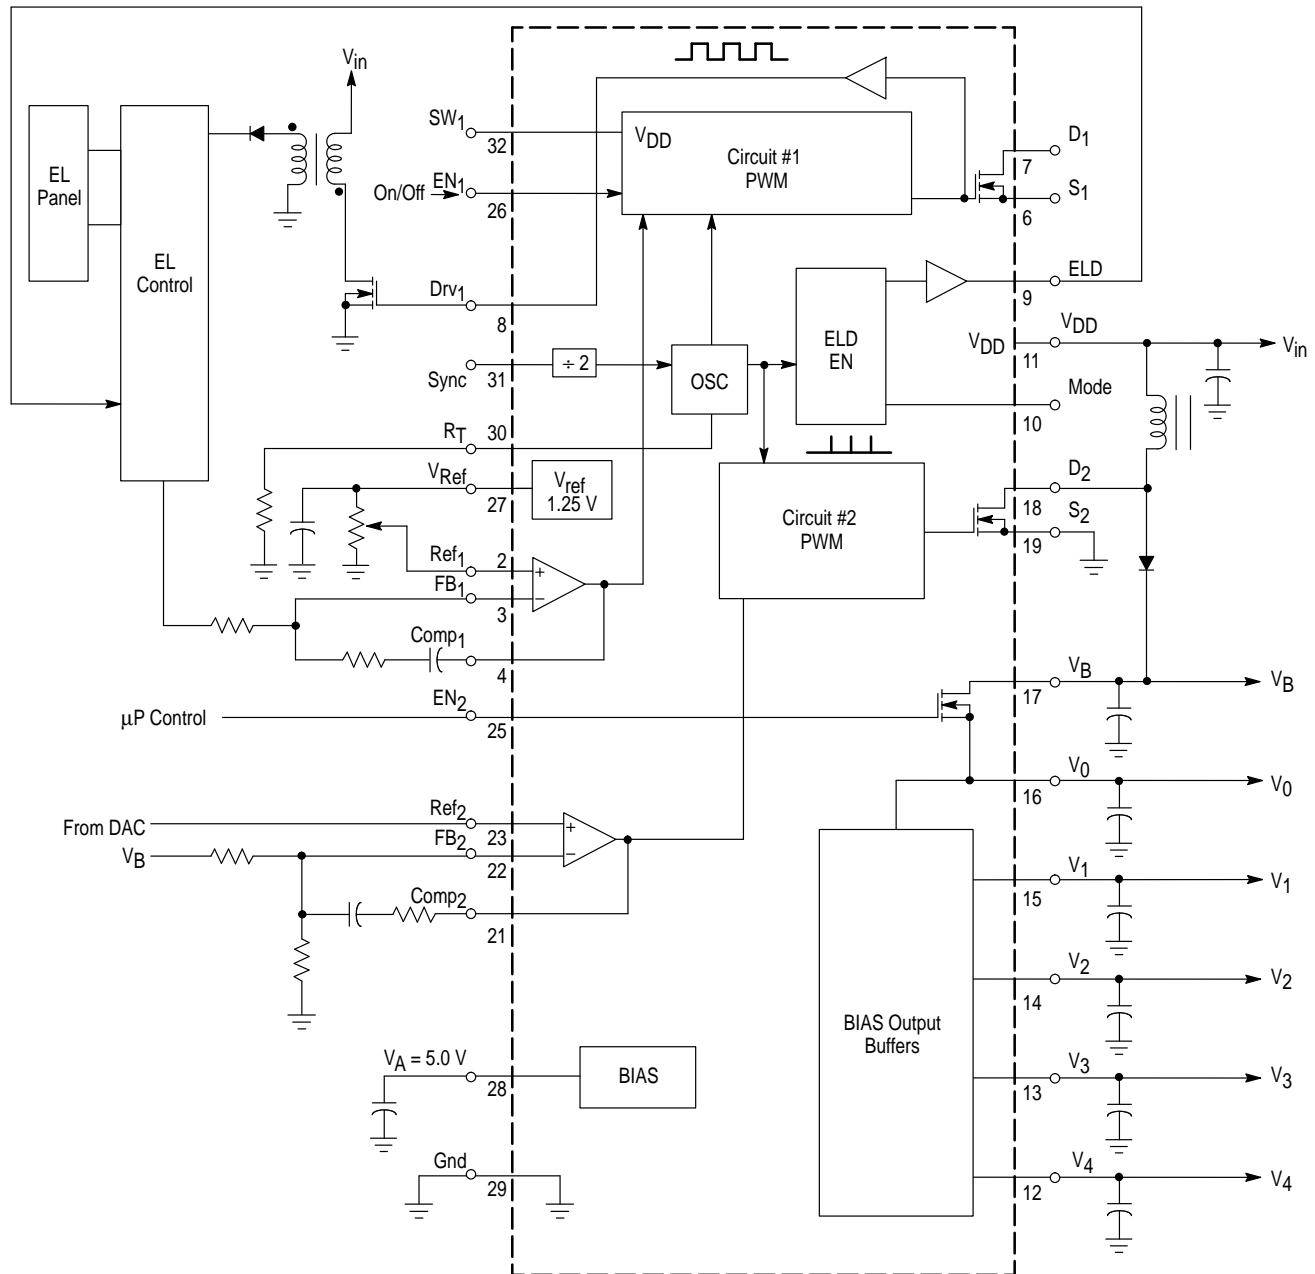 Vin
EL
Panel
EL
Control
SW1
32
VDD
Circuit #1
PWM
D1
7
On/Off
EN1
26
S1
6
Drv1
8
ELD
9
ELD
EN
VDD
VDD
11
Vin
Sync
31
÷ 2
OSC
Mode
10
RT
30
VRef
27
Vref
1.25 V
Circuit #2
PWM
D2
18
S2
19
Ref1
2
+
FB1
3
−
Comp1
4
VB
17
VB
μP Control
EN2
25
V0
16
V0
From DAC
Ref2
23
+
VB
FB2
22
−
Comp2
21
BIAS Output
Buffers
V1
15
V1
V2
14
V2
VA = 5.0 V
28
BIAS
V3
13
V3
Gnd
29
V4
12
V4